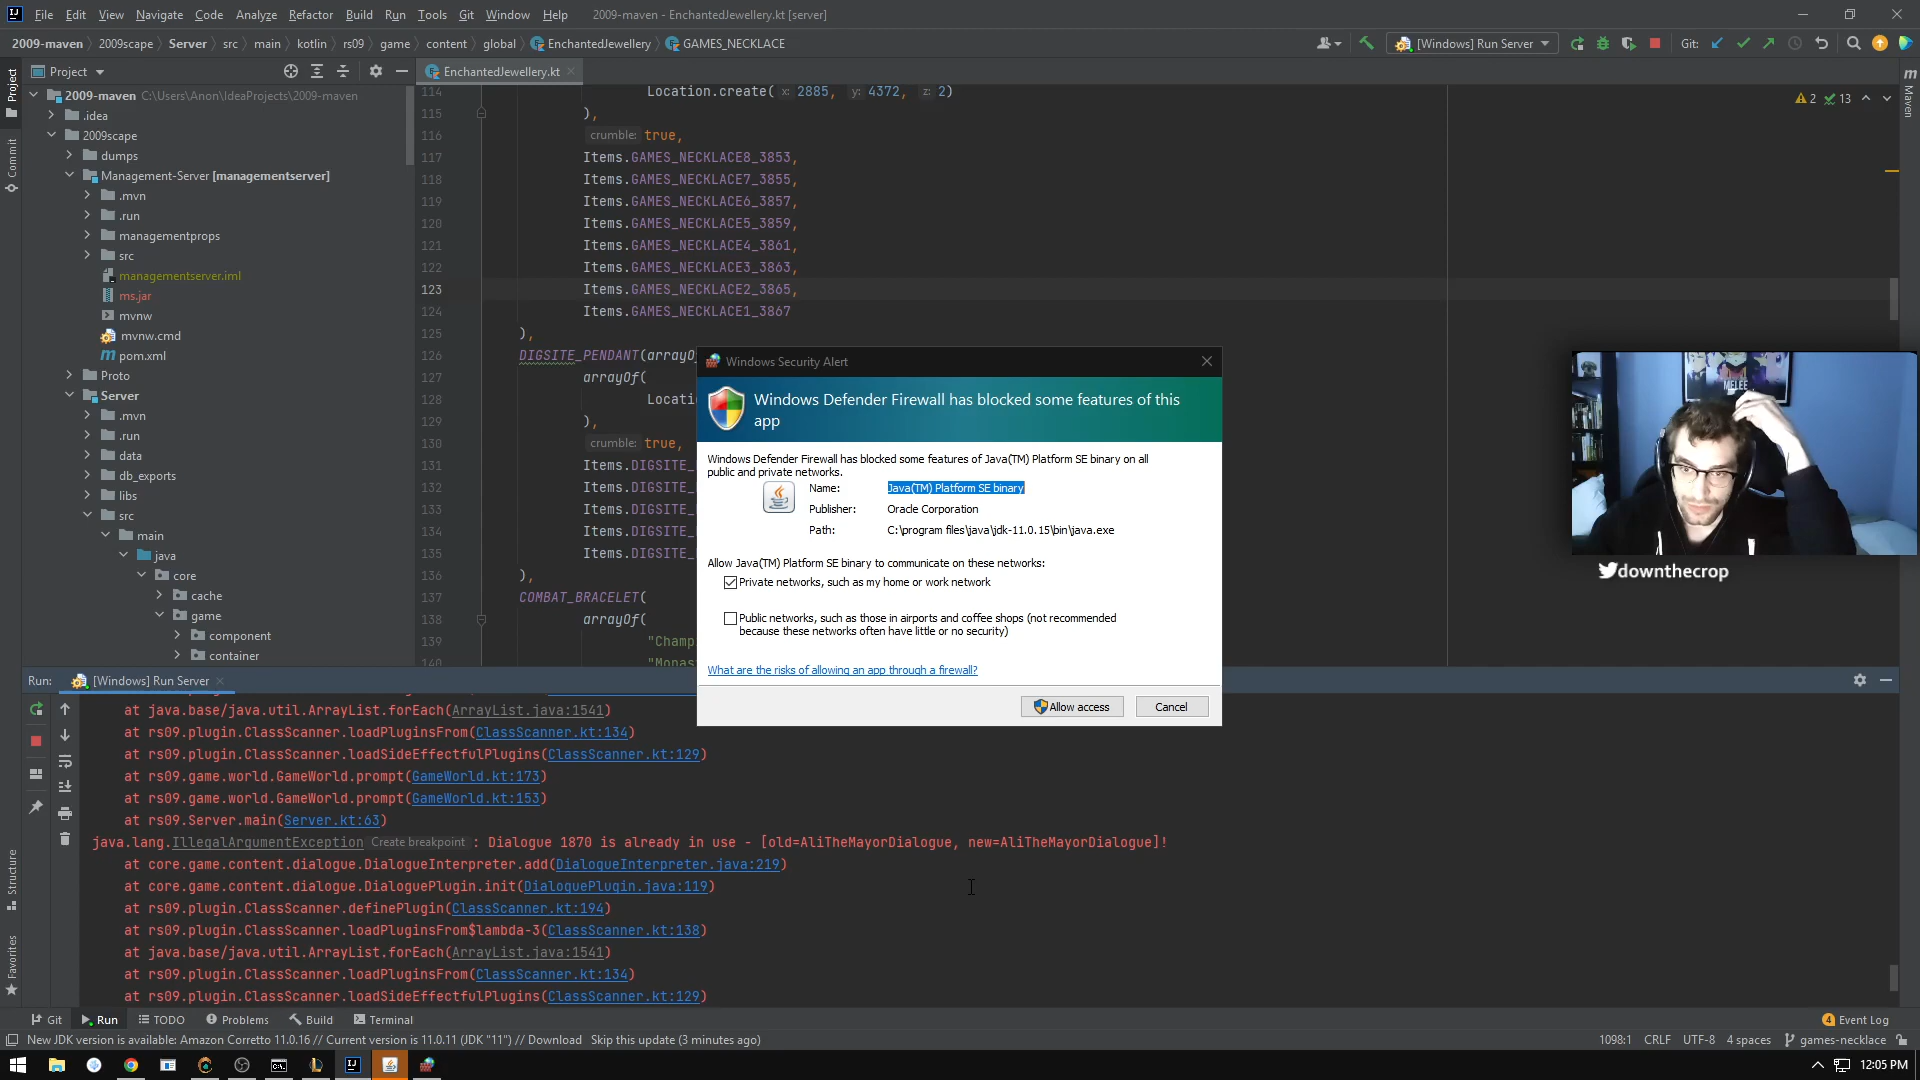 File Edit View Navigate Code Analyze Refactor Build Run Tools Git Window Help 2009-maven - EnchantedJewellery.kt [server]
2009-maven 2009scape Server src main kotlin rs09 game content global EnchantedJewellery GAMES_NECKLACE [Windows] Run Server Git:
Project
EnchantedJewellery.kt
Project
Commit
Structure
Favorites
m Maven
2009-maven C:\Users\Anon\IdeaProjects\2009-maven
.idea
2009scape
dumps
Management-Server [managementserver]
.mvn
.run
managementprops
src
managementserver.iml
ms.jar
mvnw
mvnw.cmd
pom.xml
Proto
Server
.mvn
.run
data
db_exports
libs
src
main
java
core
cache
game
component
container
2 13
114 Location.create( x: 2885, y: 4372, z: 2)
115 ),
116 crumble: true,
117 Items.GAMES_NECKLACE8_3853,
118 Items.GAMES_NECKLACE7_3855,
119 Items.GAMES_NECKLACE6_3857,
120 Items.GAMES_NECKLACE5_3859,
121 Items.GAMES_NECKLACE4_3861,
122 Items.GAMES_NECKLACE3_3863,
123 Items.GAMES_NECKLACE2_3865,
124 Items.GAMES_NECKLACE1_3867
125 ),
126 DIGSITE_PENDANT(arrayO
127 arrayOf(
128 Locatio
129 ),
130 crumble: true,
131 Items.DIGSITE_
132 Items.DIGSITE_
133 Items.DIGSITE_
134 Items.DIGSITE_
135 Items.DIGSITE_
136 ),
137 COMBAT_BRACELET(
138 arrayOf(
139 "Champ
140 "Monas
Windows Security Alert
Windows Defender Firewall has blocked some features of this
app
Windows Defender Firewall has blocked some features of Java(TM) Platform SE binary on all
public and private networks.
Name: Java(TM) Platform SE binary
Publisher: Oracle Corporation
Path: C:\program files\java\jdk-11.0.15\bin\java.exe
Allow Java(TM) Platform SE binary to communicate on these networks:
Private networks, such as my home or work network
Public networks, such as those in airports and coffee shops (not recommended
because these networks often have little or no security)
What are the risks of allowing an app through a firewall?
Allow access Cancel
MELEE
downthecrop
Run: [Windows] Run Server
at java.base/java.util.ArrayList.forEach(ArrayList.java:1541)
at rs09.plugin.ClassScanner.loadPluginsFrom(ClassScanner.kt:134)
at rs09.plugin.ClassScanner.loadSideEffectfulPlugins(ClassScanner.kt:129)
at rs09.game.world.GameWorld.prompt(GameWorld.kt:173)
at rs09.game.world.GameWorld.prompt(GameWorld.kt:153)
at rs09.Server.main(Server.kt:63)
java.lang.IllegalArgumentException Create breakpoint : Dialogue 1870 is already in use - [old=AliTheMayorDialogue, new=AliTheMayorDialogue]!
at core.game.content.dialogue.DialogueInterpreter.add(DialogueInterpreter.java:219)
at core.game.content.dialogue.DialoguePlugin.init(DialoguePlugin.java:119)
at rs09.plugin.ClassScanner.definePlugin(ClassScanner.kt:194)
at rs09.plugin.ClassScanner.loadPluginsFrom$lambda-3(ClassScanner.kt:138)
at java.base/java.util.ArrayList.forEach(ArrayList.java:1541)
at rs09.plugin.ClassScanner.loadPluginsFrom(ClassScanner.kt:134)
at rs09.plugin.ClassScanner.loadSideEffectfulPlugins(ClassScanner.kt:129)
Git Run TODO Problems Build Terminal 4 Event Log
New JDK version is available: Amazon Corretto 11.0.16 // Current version is 11.0.11 (JDK "11") // Download Skip this update (3 minutes ago) 1098:1 CRLF UTF-8 4 spaces games-necklace
12:05 PM